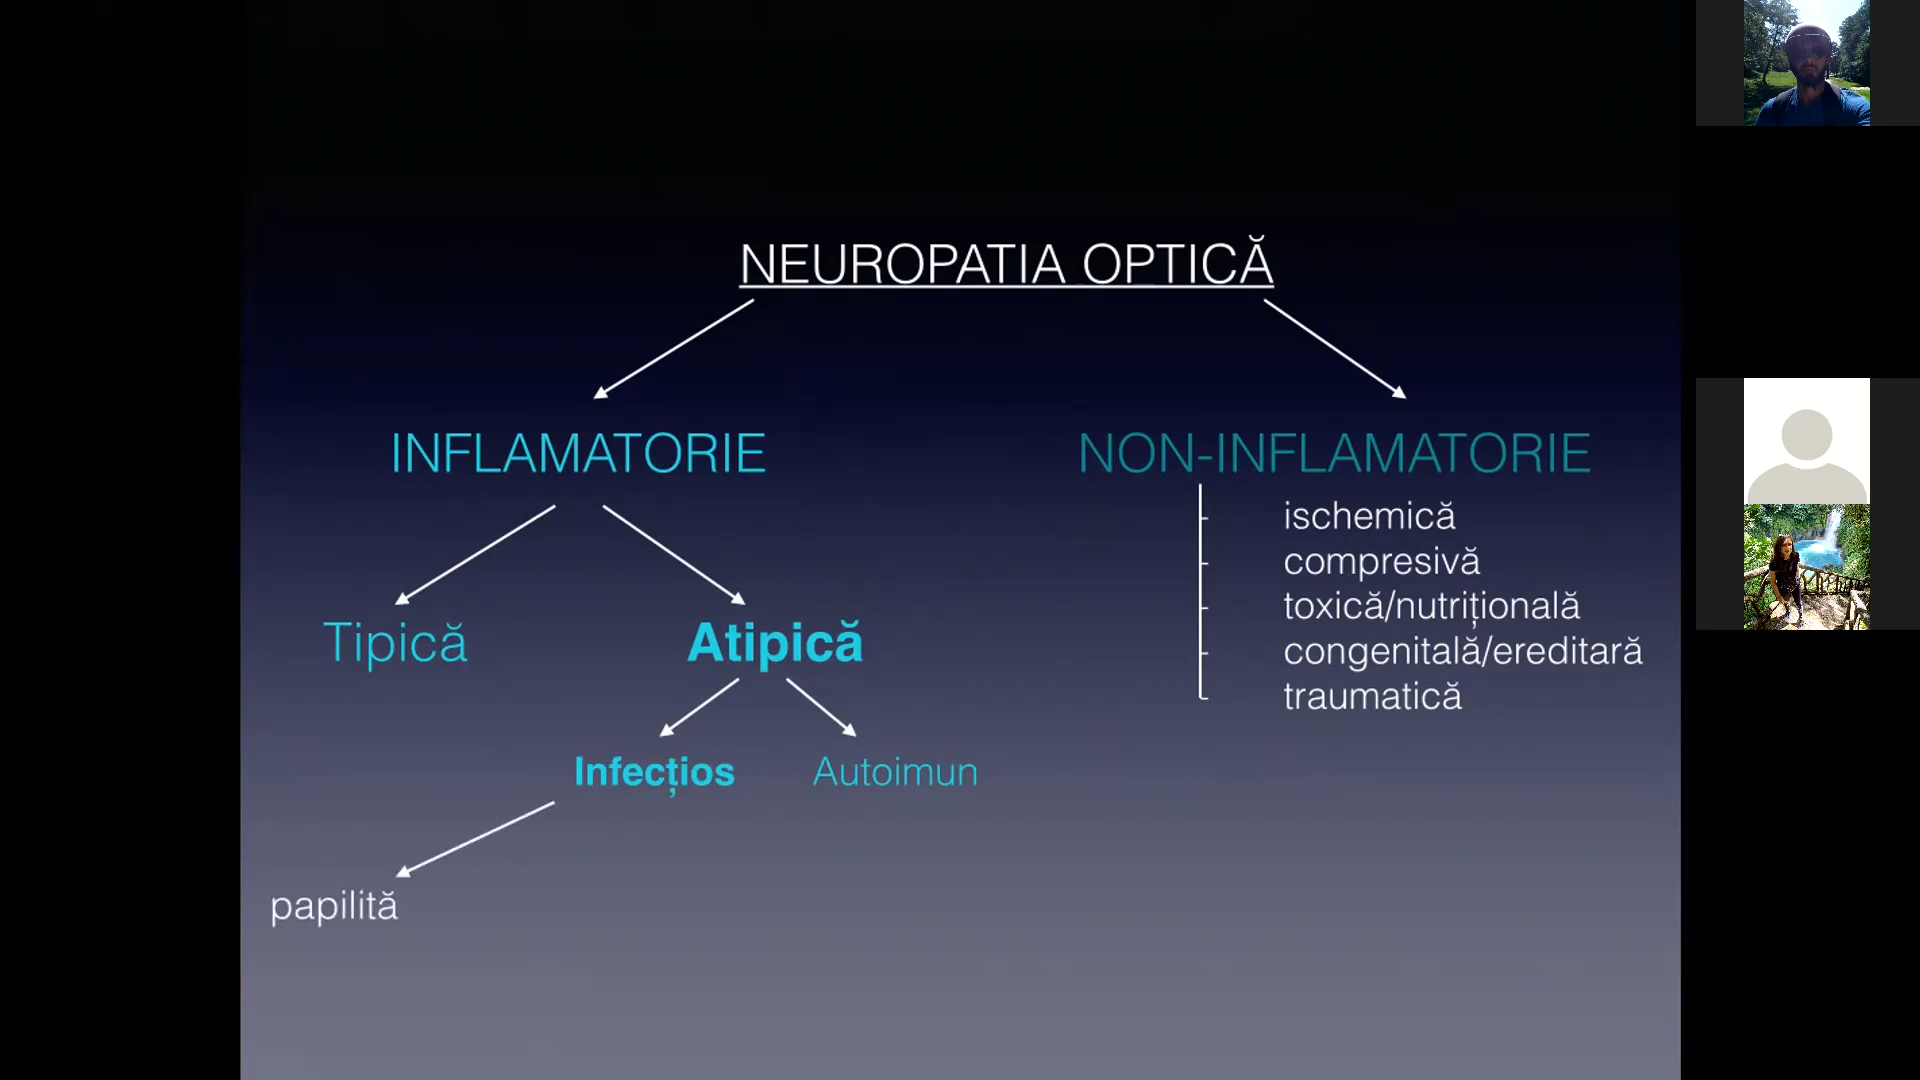 NEUROPATIA OPTICĂ
INFLAMATORIE
NON-INFLAMATORIE
ischemică
compresivă
toxică/nutrițională
congenitală/ereditară
traumatică
Tipică
Atipică
Infecțios
Autoimun
papilită